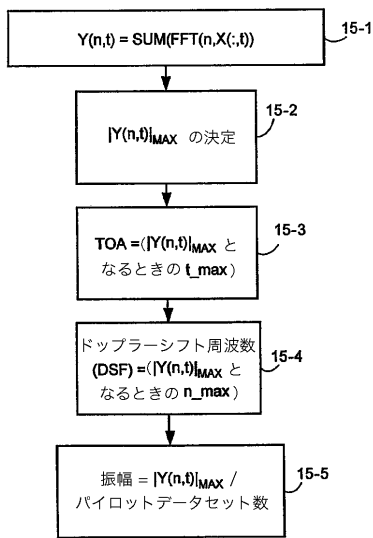 Y(n,t) = SUM(FFT(n,X(:,t))
15-1
15-2
|Y(n,t)|MAX の決定
15-3
TOA =(|Y(n,t)|MAX と
なるときの t_max )
ドップラーシフト周波数
(DSF) =(|Y(n,t)|MAX と
なるときの n_max )
15-4
振幅 = |Y(n,t)|MAX /
パイロットデータセット数
15-5